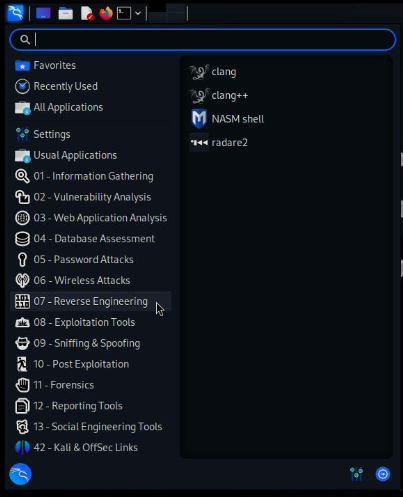 Favorites
Recently Used
All Applications
Settings
Usual Applications
01 - Information Gathering
02 - Vulnerability Analysis
03 - Web Application Analysis
04 - Database Assessment
05 - Password Attacks
06 - Wireless Attacks
07 - Reverse Engineering
08 - Exploitation Tools
09 - Sniffing & Spoofing
10 - Post Exploitation
11 - Forensics
12 - Reporting Tools
13 - Social Engineering Tools
42 - Kali & OffSec Links
clang
clang++
NASM shell
radare2